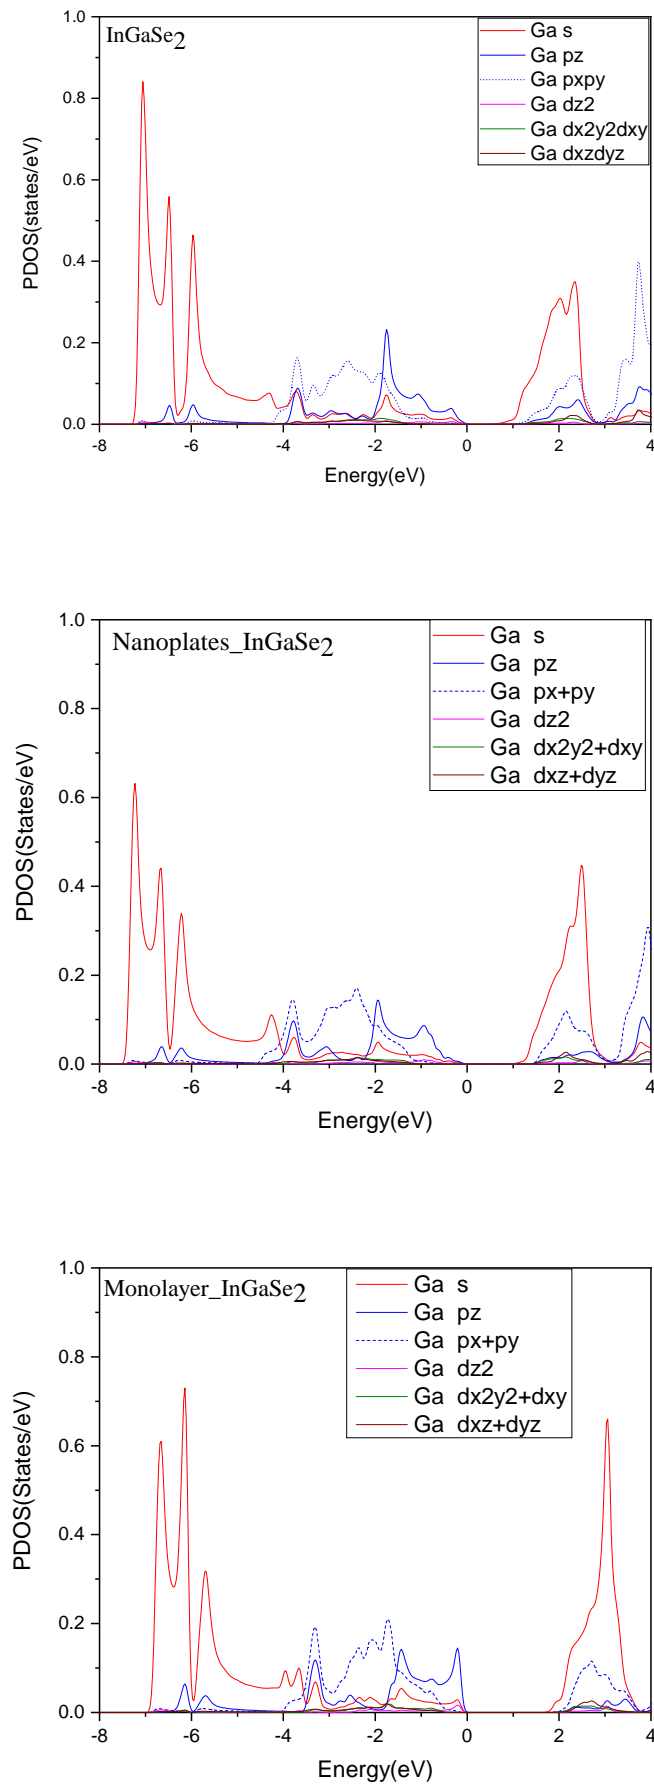 InGaSe2
Ga s
Ga pz
Ga pxpy
Ga dz2
Ga dx2y2dxy
Ga dxzdyz
PDOS(states/eV)
1.0
0.8
0.6
0.4
0.2
0.0
-8 -6 -4 -2 0 2 4
Energy(eV)
Nanoplates_InGaSe2
Ga s
Ga pz
Ga px+py
Ga dz2
Ga dx2y2+dxy
Ga dxz+dyz
PDOS(States/eV)
1.0
0.8
0.6
0.4
0.2
0.0
-8 -6 -4 -2 0 2 4
Energy(eV)
Monolayer_InGaSe2
Ga s
Ga pz
Ga px+py
Ga dz2
Ga dx2y2+dxy
Ga dxz+dyz
PDOS(States/eV)
1.0
0.8
0.6
0.4
0.2
0.0
-8 -6 -4 -2 0 2 4
Energy(eV)